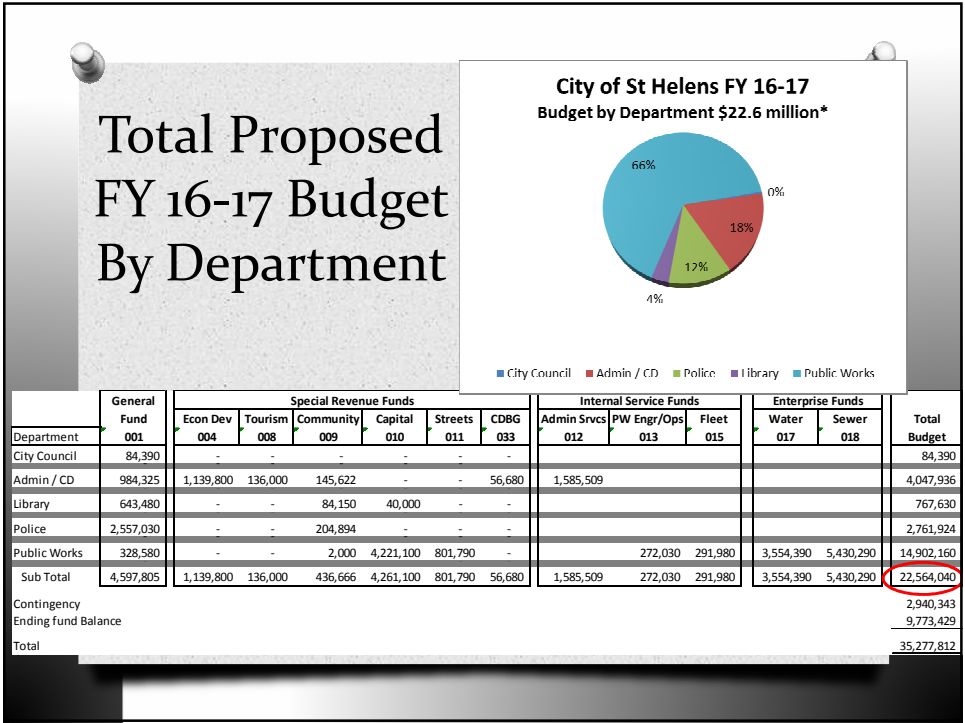 Total Proposed
FY 16-17 Budget
By Department
City of St Helens FY 16-17
Budget by Department $22.6 million*
66%
0%
18%
12%
4%
City Council Admin / CD Police Library Public Works
General Special Revenue Funds Internal Service Funds Enterprise Funds
Fund Econ Dev Tourism Community Capital Streets CDBG Admin Srvcs PW Engr/Ops Fleet Water Sewer Total
Department 001 004 008 009 010 011 033 012 013 015 017 018 Budget
City Council 84,390 - - - - - - 84,390
Admin / CD 984,325 1,139,800 136,000 145,622 - - 56,680 1,585,509 4,047,936
Library 643,480 - - 84,150 40,000 - - 767,630
Police 2,557,030 - - 204,894 - - - 2,761,924
Public Works 328,580 - - 2,000 4,221,100 801,790 - 272,030 291,980 3,554,390 5,430,290 14,902,160
Sub Total 4,597,805 1,139,800 136,000 436,666 4,261,100 801,790 56,680 1,585,509 272,030 291,980 3,554,390 5,430,290 22,564,040
Contingency 2,940,343
Ending fund Balance 9,773,429
Total 35,277,812